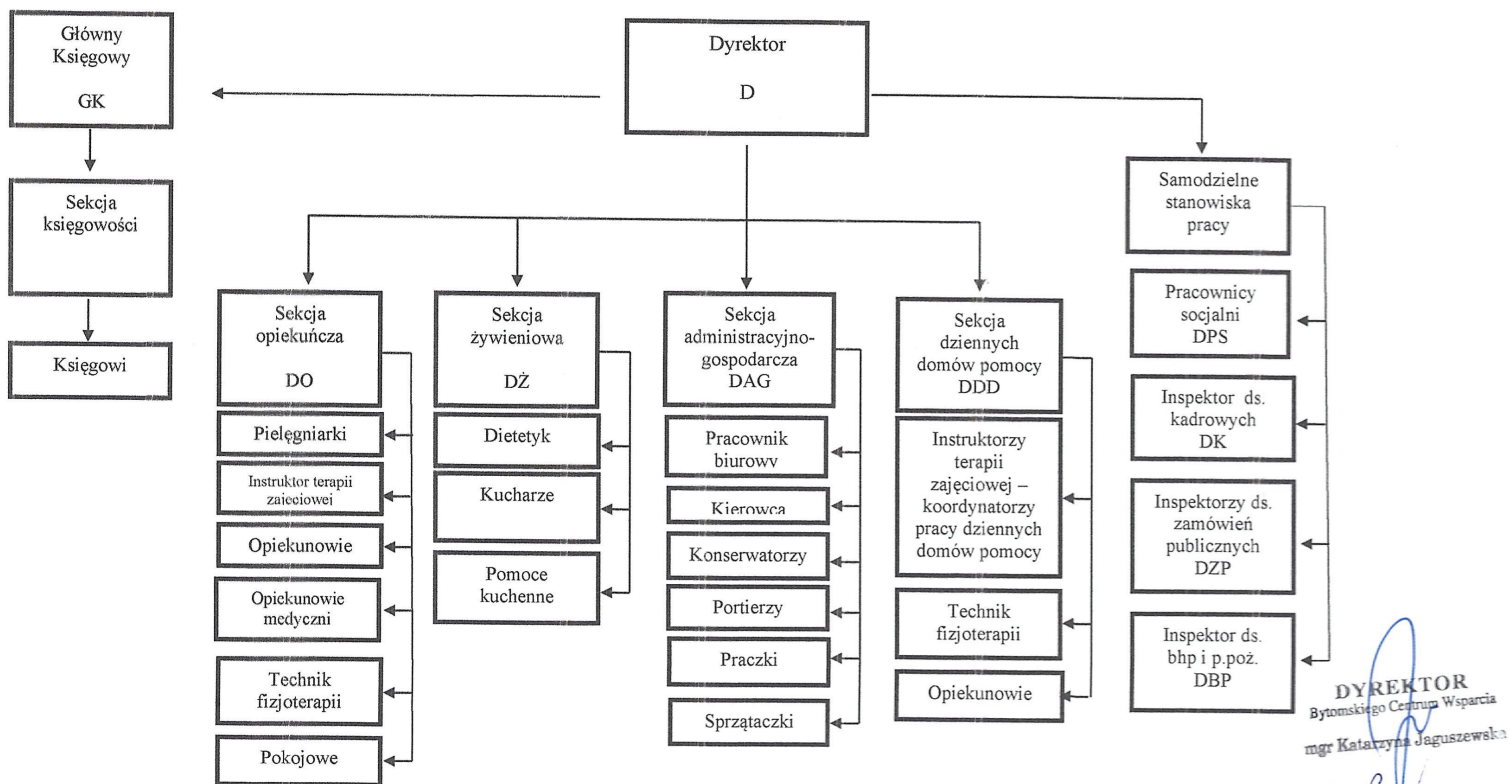 Główny
Księgowy
GK
Dyrektor
D
Sekcja
księgowości
Księgowi
Sekcja
opiekuńcza
DO
Pielęgniarki
Instruktor terapii
zajęciowej
Opiekunowie
Opiekunowie
medyczni
Technik
fizjoterapii
Pokojowe
Sekcja
żywieniowa
DŻ
Dietetyk
Kucharze
Pomoce
kuchenne
Sekcja
administracyjno-
gospodarcza
DAG
Pracownik
biurowy
Kierowca
Konserwatorzy
Portierzy
Praczki
Sprzątaczki
Sekcja
dziennych
domów pomocy
DDD
Instruktorzy
terapii
zajęciowej –
koordynatorzy
pracy dziennych
domów pomocy
Technik
fizjoterapii
Opiekunowie
Samodzielne
stanowiska
pracy
Pracownicy
socjalni
DPS
Inspektor ds.
kadrowych
DK
Inspektorzy ds.
zamówień
publicznych
DZP
Inspektor ds.
bhp i p.poż.
DBP
DYREKTOR
Bytomskiego Centrum Wsparcia
mgr Katarzyna Jaguszewska